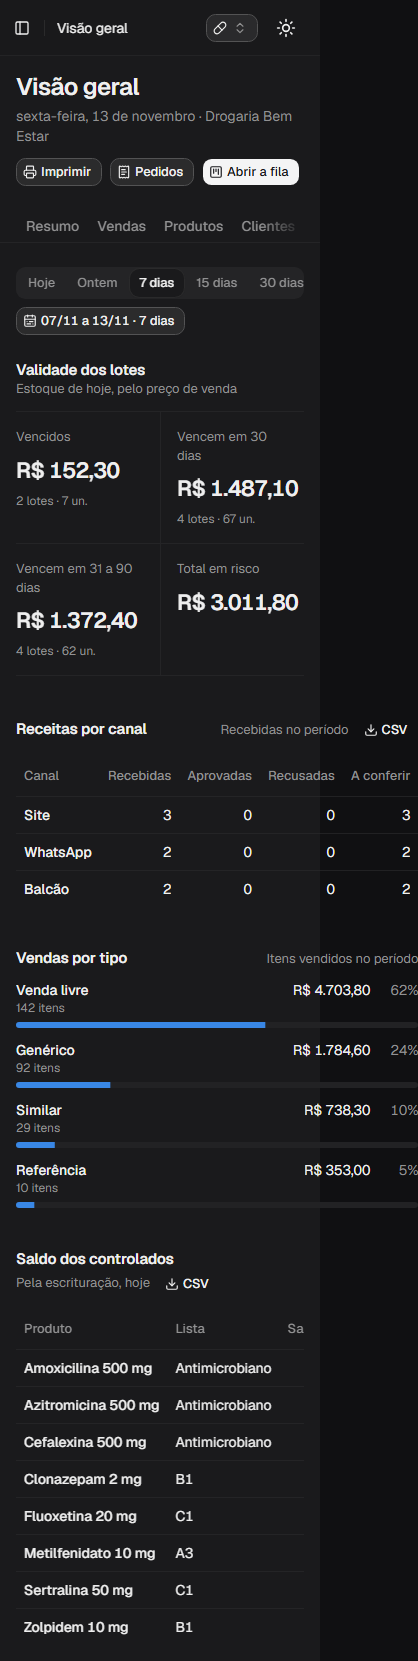 Visão geral
Visão geral
sexta-feira, 13 de novembro · Drogaria Bem
Estar
Imprimir Pedidos Abrir a fila
Resumo Vendas Produtos Clientes
Hoje Ontem 7 dias 15 dias 30 dias
07/11 a 13/11 · 7 dias
Validade dos lotes
Estoque de hoje, pelo preço de venda
Vencidos
R$ 152,30
2 lotes · 7 un.
Vencem em 30
dias
R$ 1.487,10
4 lotes · 67 un.
Vencem em 31 a 90
dias
R$ 1.372,40
4 lotes · 62 un.
Total em risco
R$ 3.011,80
Receitas por canal Recebidas no período CSV
Canal Recebidas Aprovadas Recusadas A conferir
Site 3 0 0 3
WhatsApp 2 0 0 2
Balcão 2 0 0 2
Vendas por tipo Itens vendidos no período
Venda livre R$ 4.703,80 62%
142 itens
Genérico R$ 1.784,60 24%
92 itens
Similar R$ 738,30 10%
29 itens
Referência R$ 353,00 5%
10 itens
Saldo dos controlados
Pela escrituração, hoje CSV
Produto Lista Sa
Amoxicilina 500 mg Antimicrobiano
Azitromicina 500 mg Antimicrobiano
Cefalexina 500 mg Antimicrobiano
Clonazepam 2 mg B1
Fluoxetina 20 mg C1
Metilfenidato 10 mg A3
Sertralina 50 mg C1
Zolpidem 10 mg B1